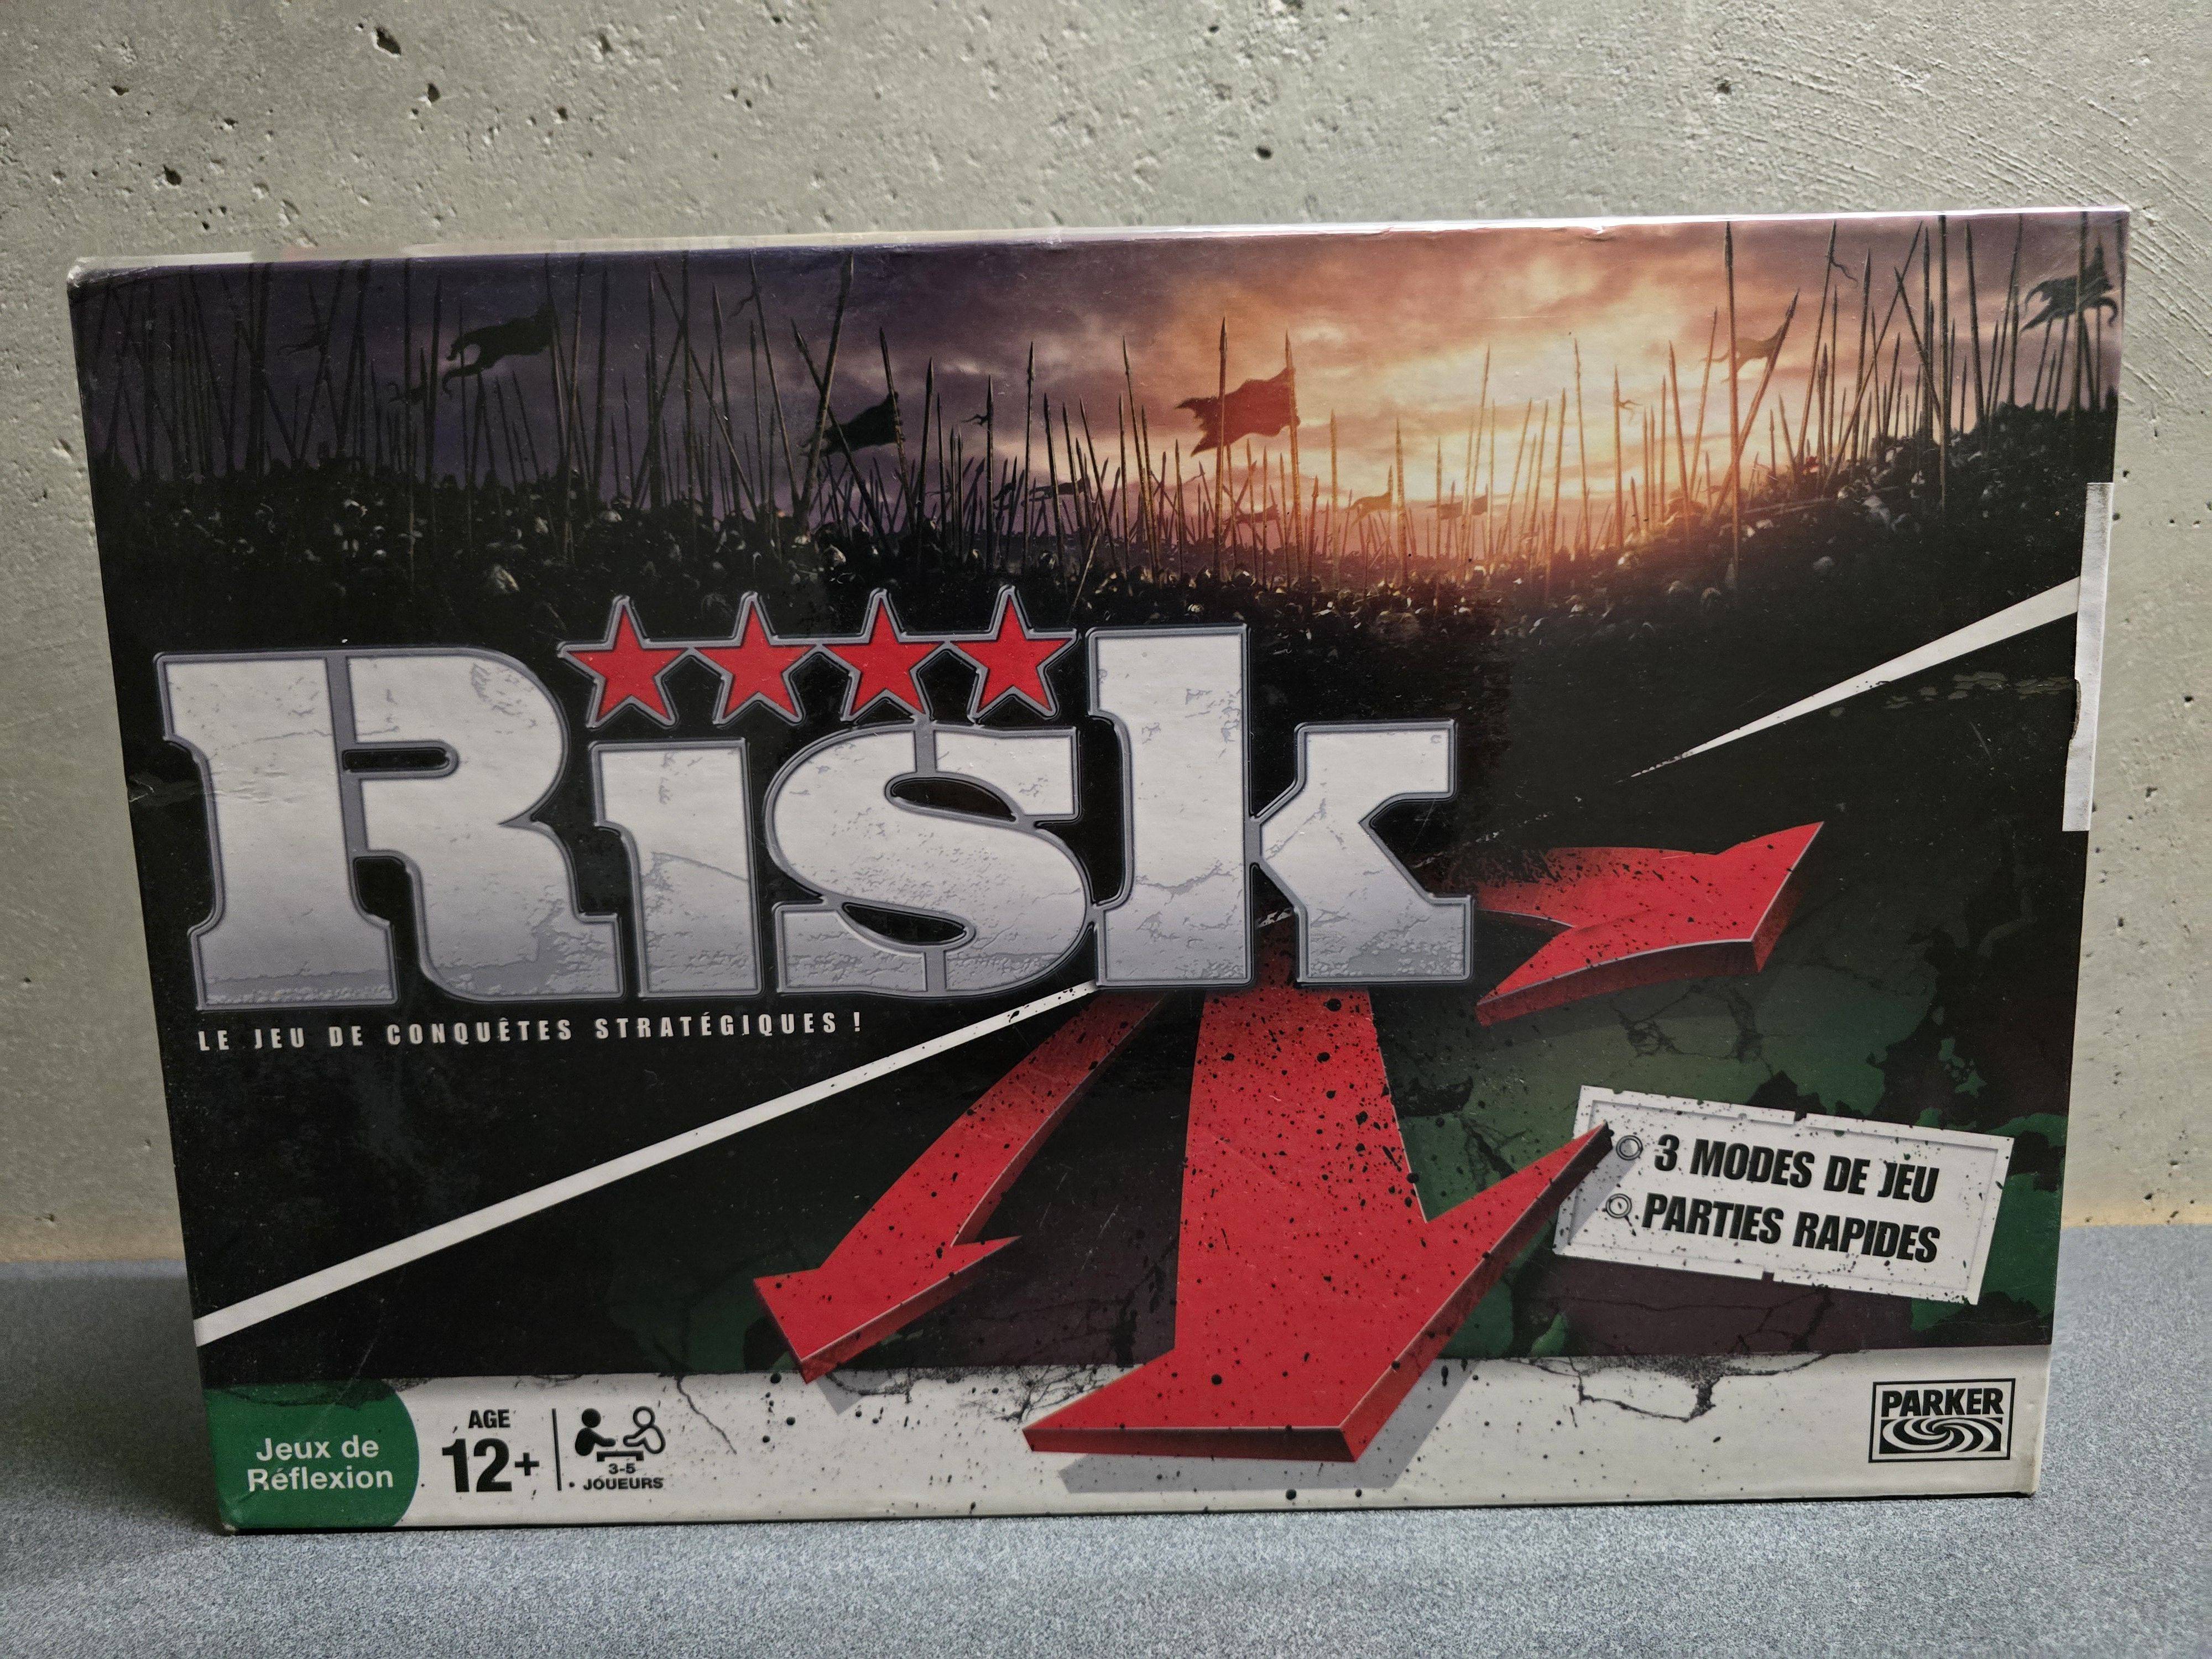 Risk
LE JEU DE CONQUÊTES STRATÉGIQUES !
3 MODES DE JEU
PARTIES RAPIDES
Jeux de
Réflexion
AGE
12+
3-5
JOUEURS
PARKER